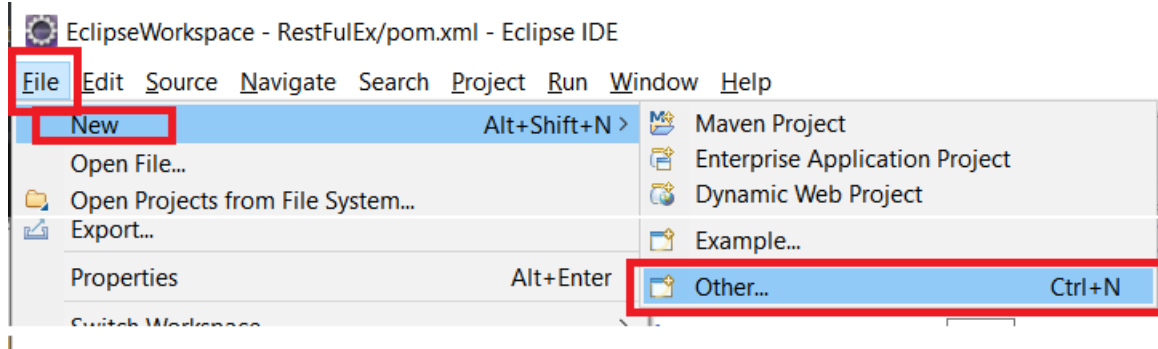 EclipseWorkspace - RestFulEx/pom.xml - Eclipse IDE
File Edit Source Navigate Search Project Run Window Help
New Alt+Shift+N >
Open File...
Open Projects from File System...
Export...
Properties Alt+Enter
Switch Workspace >
Maven Project
Enterprise Application Project
Dynamic Web Project
Example...
Other... Ctrl+N